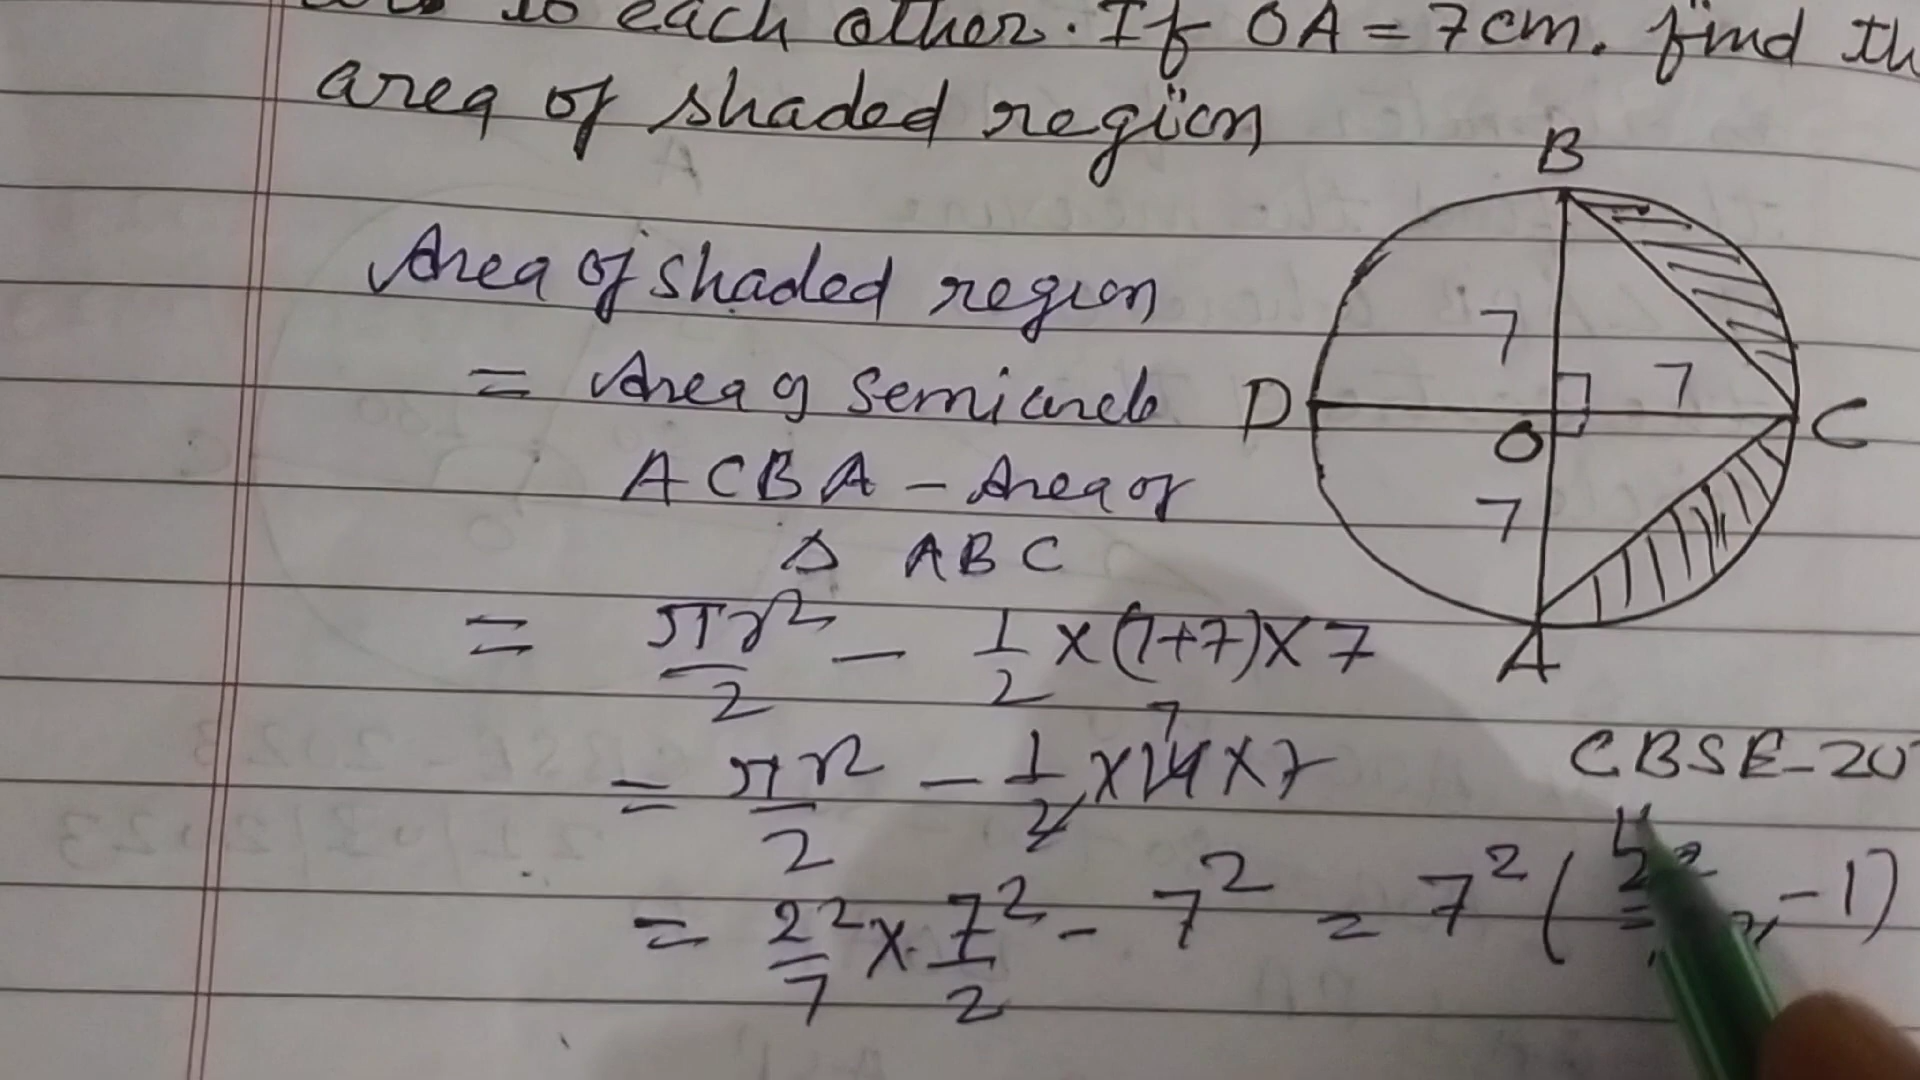 to each other. If OA = 7cm. find th
area of shaded region
Area of shaded region
= Area of Semicircle
ACBA - Area of
Δ ABC
= πr²/2 - 1/2 × (7+7) × 7
7
= πr²/2 - 1/2 × 14 × 7
= 22/7 × 7²/2 - 7² = 7² ( -1)
B
7
7
D
O
C
7
A
CBSE-20